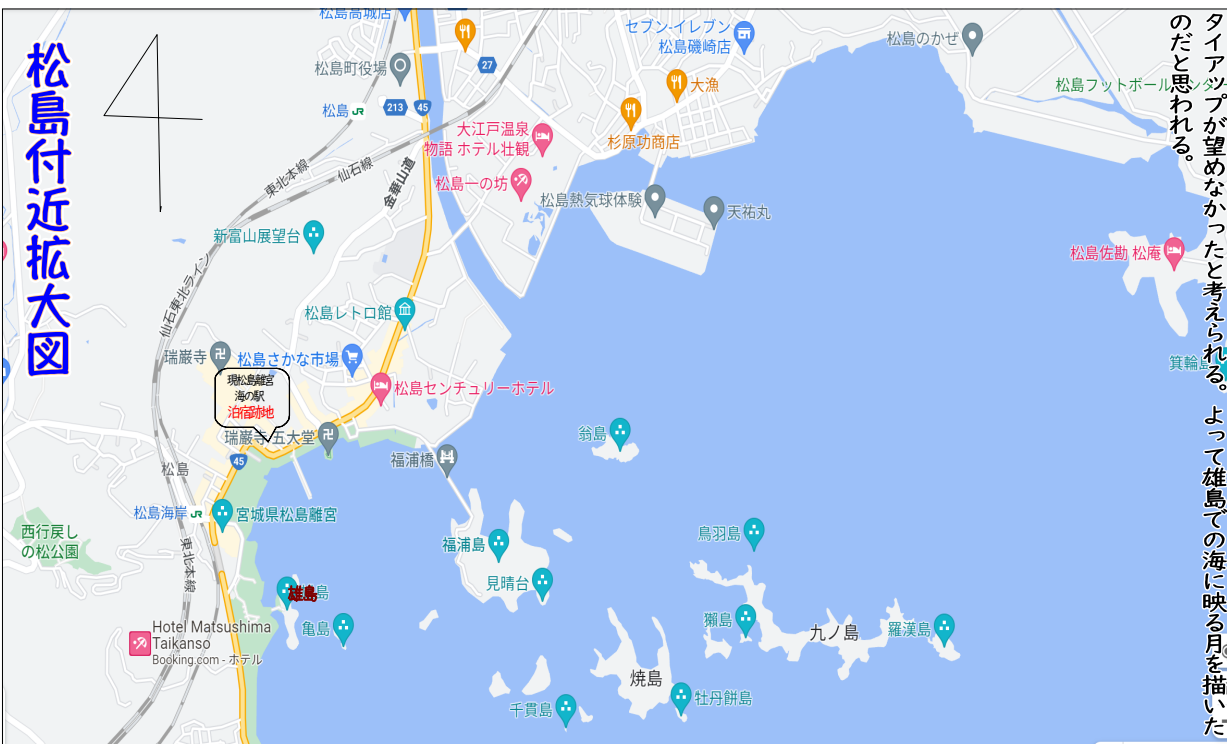 松島付近拡大図
タイアップが望めなかったと考えられる。よって雄島での海に映る月を描いた
のだと思われる。
松島高城店
セブン-イレブン
松島磯崎店
松島のかぜ
松島町役場
27
大漁
松島フットボールセンター
松島 JR
213
45
杉原功商店
大江戸温泉
物語 ホテル壮観
東北本線
仙石線
金華山道
松島一の坊
松島熱気球体験
天祐丸
新富山展望台
松島佐勘 松庵
仙石東北ライン
松島レトロ館
瑞巌寺
松島さかな市場
箕輪島
現松島離宮
海の駅
泊宿跡地
松島センチュリーホテル
瑞巌寺 五大堂
翁島
45
福浦橋
松島
松島海岸 JR
宮城県松島離宮
西行戻し
の松公園
東北本線
福浦島
鳥羽島
見晴台
雄島
亀島
獺島
九ノ島
羅漢島
Hotel Matsushima
Taikanso
Booking.com - ホテル
焼島
千貫島
牡丹餅島